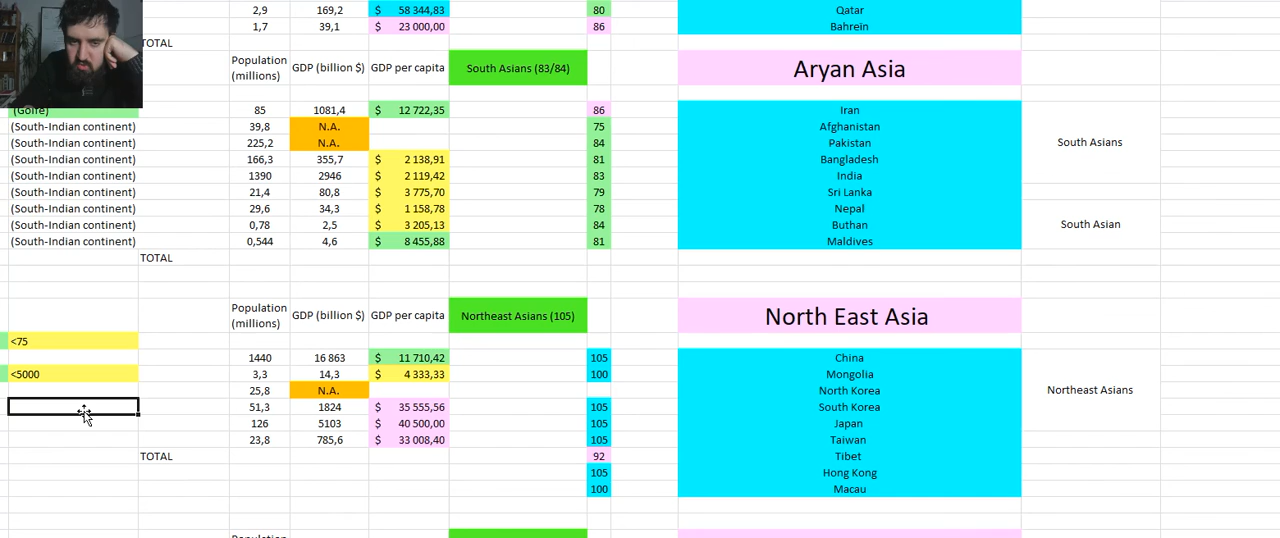 2,9 169,2 $ 58 344,83 80 Qatar
1,7 39,1 $ 23 000,00 86 Bahrein
TOTAL
Population (millions) GDP (billion $) GDP per capita South Asians (83/84) Aryan Asia
(Golfe) 85 1081,4 $ 12 722,35 86 Iran
(South-Indian continent) 39,8 N.A. 75 Afghanistan
(South-Indian continent) 225,2 N.A. 84 Pakistan South Asians
(South-Indian continent) 166,3 355,7 $ 2 138,91 81 Bangladesh
(South-Indian continent) 1390 2946 $ 2 119,42 83 India
(South-Indian continent) 21,4 80,8 $ 3 775,70 79 Sri Lanka
(South-Indian continent) 29,6 34,3 $ 1 158,78 78 Nepal
(South-Indian continent) 0,78 2,5 $ 3 205,13 84 Buthan South Asian
(South-Indian continent) 0,544 4,6 $ 8 455,88 81 Maldives
TOTAL
Population (millions) GDP (billion $) GDP per capita Northeast Asians (105) North East Asia
<75
1440 16 863 $ 11 710,42 105 China
<5000 3,3 14,3 $ 4 333,33 100 Mongolia
25,8 N.A. North Korea Northeast Asians
51,3 1824 $ 35 555,56 105 South Korea
126 5103 $ 40 500,00 105 Japan
23,8 785,6 $ 33 008,40 105 Taiwan
TOTAL 92 Tibet
105 Hong Kong
100 Macau